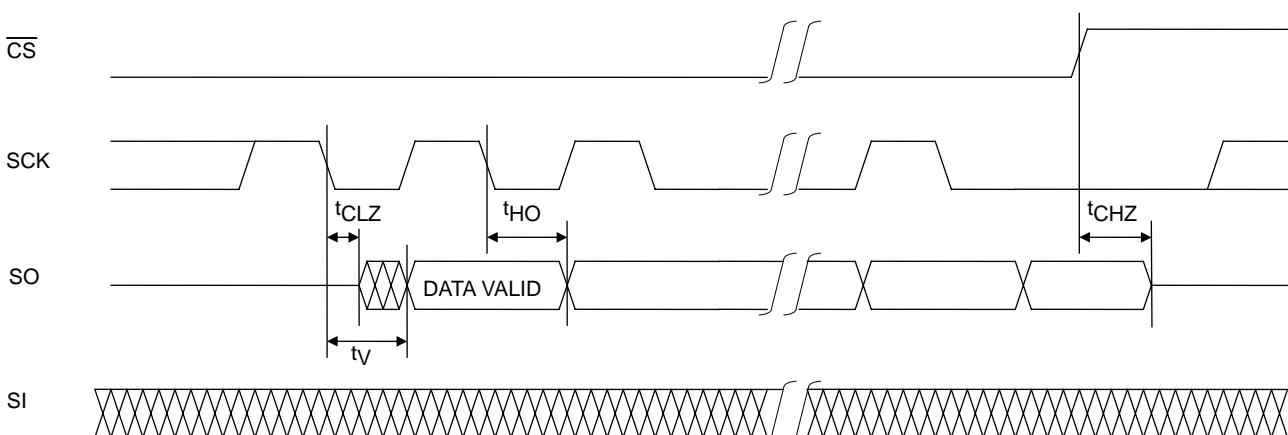 CS
SCK
tCLZ
tHO
tCHZ
SO
DATA VALID
tV
SI